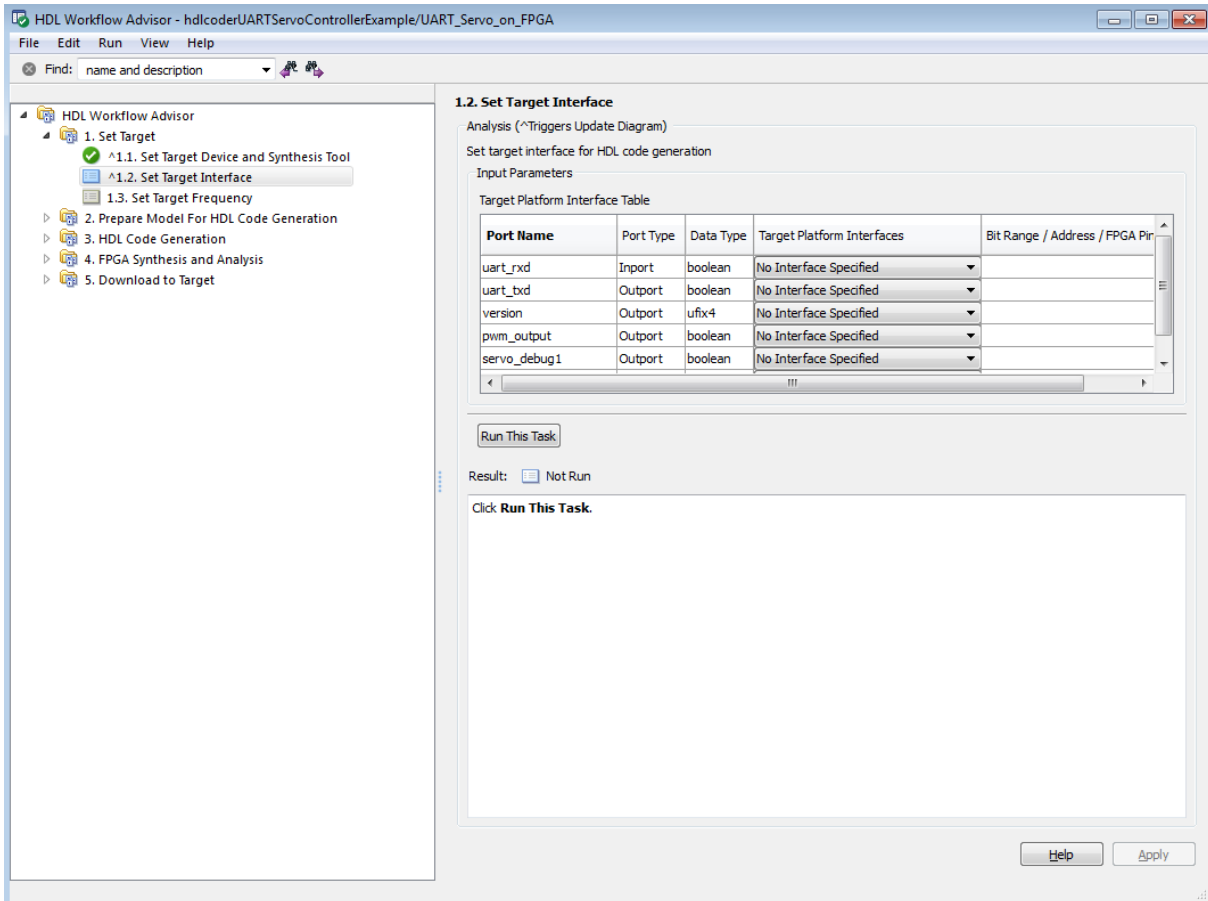 HDL Workflow Advisor - hdlcoderUARTServoControllerExample/UART_Servo_on_FPGA
File Edit Run View Help
Find: name and description
HDL Workflow Advisor
1. Set Target
^1.1. Set Target Device and Synthesis Tool
^1.2. Set Target Interface
1.3. Set Target Frequency
2. Prepare Model For HDL Code Generation
3. HDL Code Generation
4. FPGA Synthesis and Analysis
5. Download to Target
1.2. Set Target Interface
Analysis (^Triggers Update Diagram)
Set target interface for HDL code generation
Input Parameters
Target Platform Interface Table
Port Name Port Type Data Type Target Platform Interfaces Bit Range / Address / FPGA Pin
uart_rxd Inport boolean No Interface Specified
uart_txd Outport boolean No Interface Specified
version Outport ufix4 No Interface Specified
pwm_output Outport boolean No Interface Specified
servo_debug1 Outport boolean No Interface Specified
Run This Task
Result: Not Run
Click Run This Task.
Help Apply